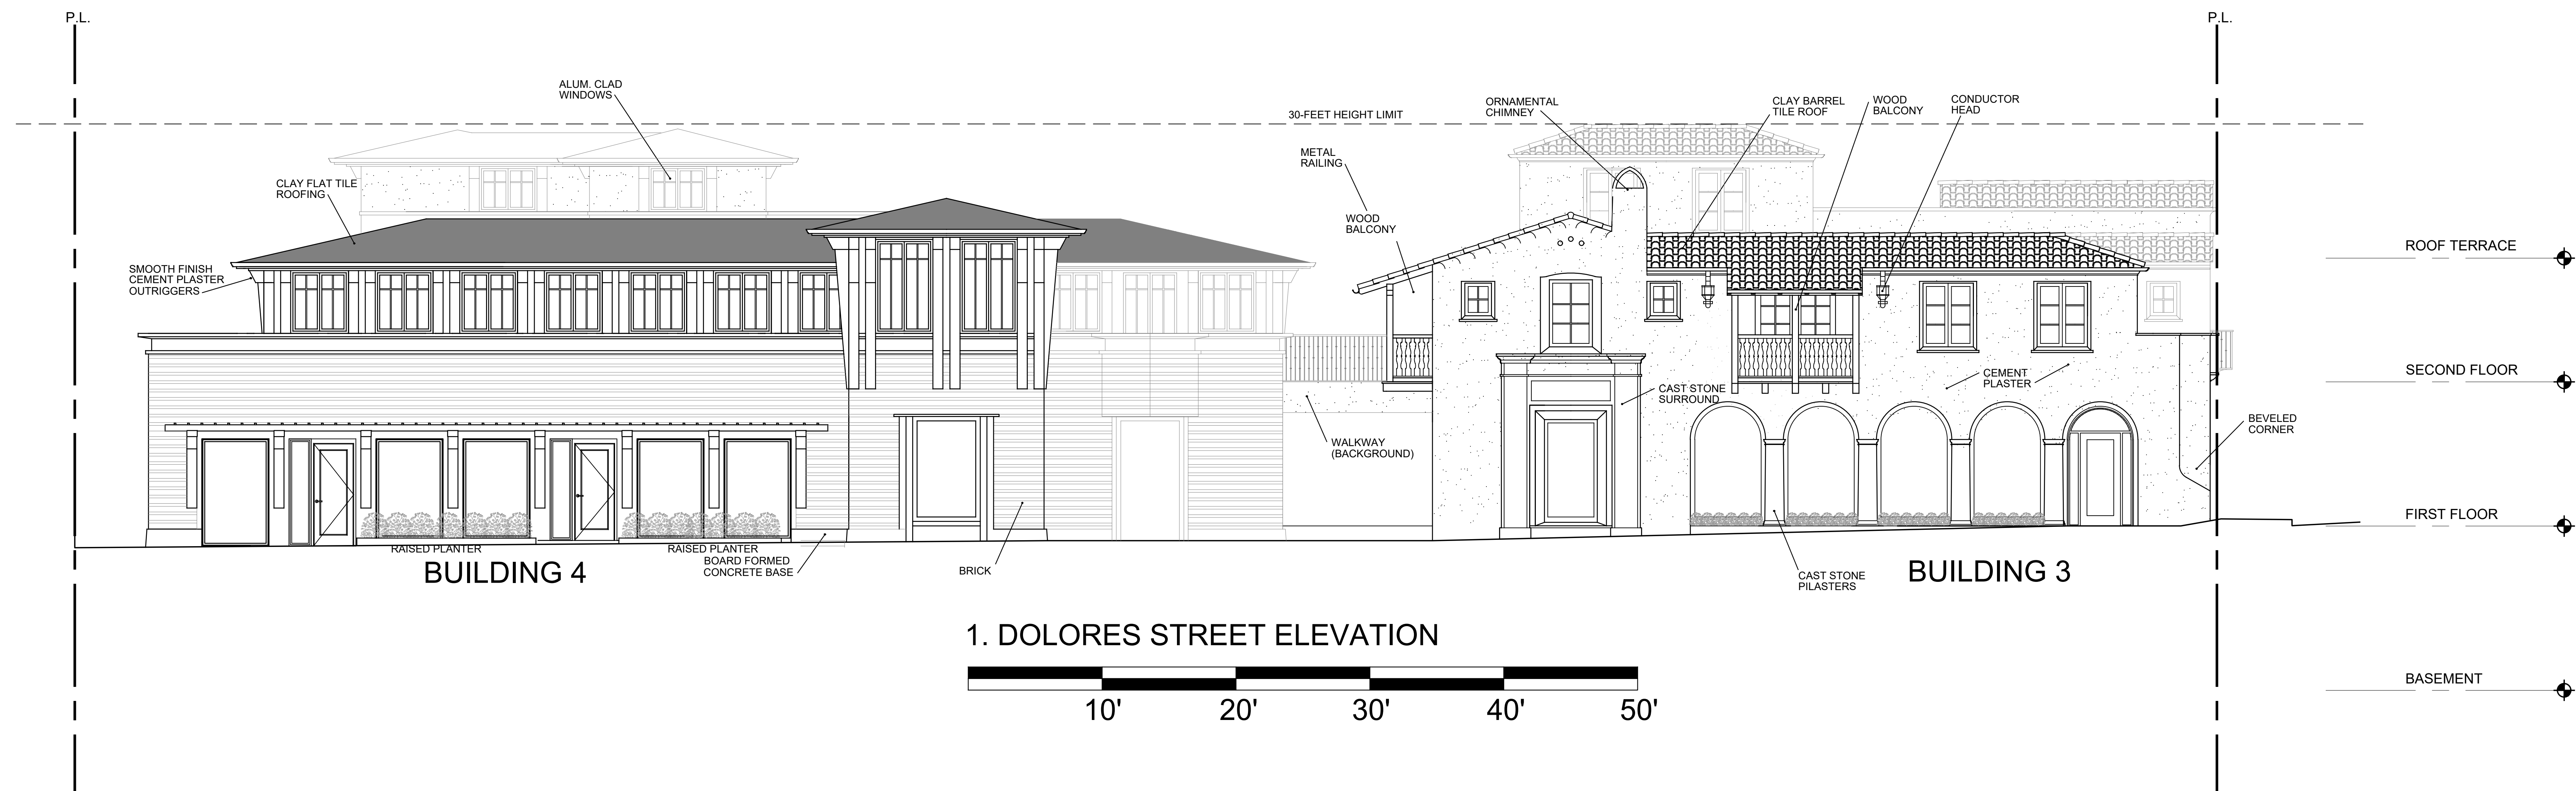 P.L.
P.L.
ALUM. CLAD
WINDOWS
30-FEET HEIGHT LIMIT
ORNAMENTAL
CHIMNEY
CLAY BARREL
TILE ROOF
WOOD
BALCONY
CONDUCTOR
HEAD
METAL
RAILING
CLAY FLAT TILE
ROOFING
WOOD
BALCONY
ROOF TERRACE
SMOOTH FINISH
CEMENT PLASTER
OUTRIGGERS
SECOND FLOOR
CEMENT
PLASTER
CAST STONE
SURROUND
BEVELED
CORNER
WALKWAY
(BACKGROUND)
FIRST FLOOR
RAISED PLANTER
RAISED PLANTER
BOARD FORMED
CONCRETE BASE
BRICK
CAST STONE
PILASTERS
BUILDING 4
BUILDING 3
1. DOLORES STREET ELEVATION
BASEMENT
10' 20' 30' 40' 50'